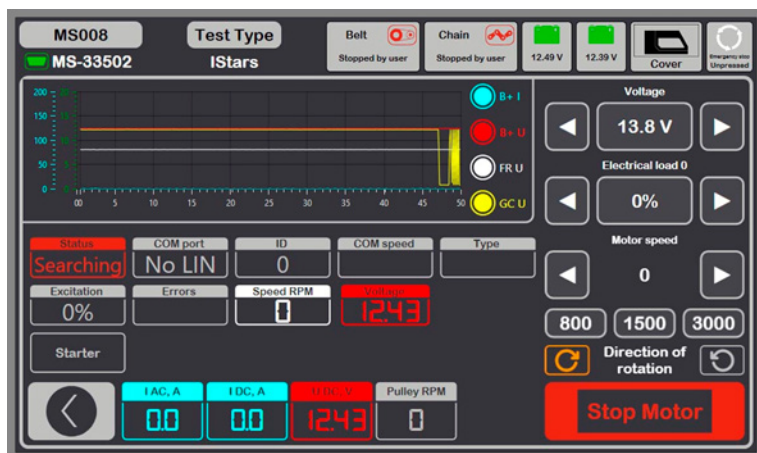 MS008
Test Type
Belt
Chain
MS-33502
IStars
Stopped by user
Stopped by user
12.49 V
12.39 V
Cover
Emergency stop
Unpressed
200
150
100
50
0
B+ I
B+ U
FR U
GC U
00 5 10 15 20 25 30 35 40 45 50
Voltage
13.8 V
Electrical load 0
0%
Motor speed
0
800 1500 3000
Direction of
rotation
Stop Motor
Status
Searching
COM port
No LIN
ID
0
COM speed
Type
Excitation
0%
Errors
Speed RPM
0
Voltage
12.43
Starter
I AC, A
0.0
I DC, A
0.0
U DC, V
12.43
Pulley RPM
0